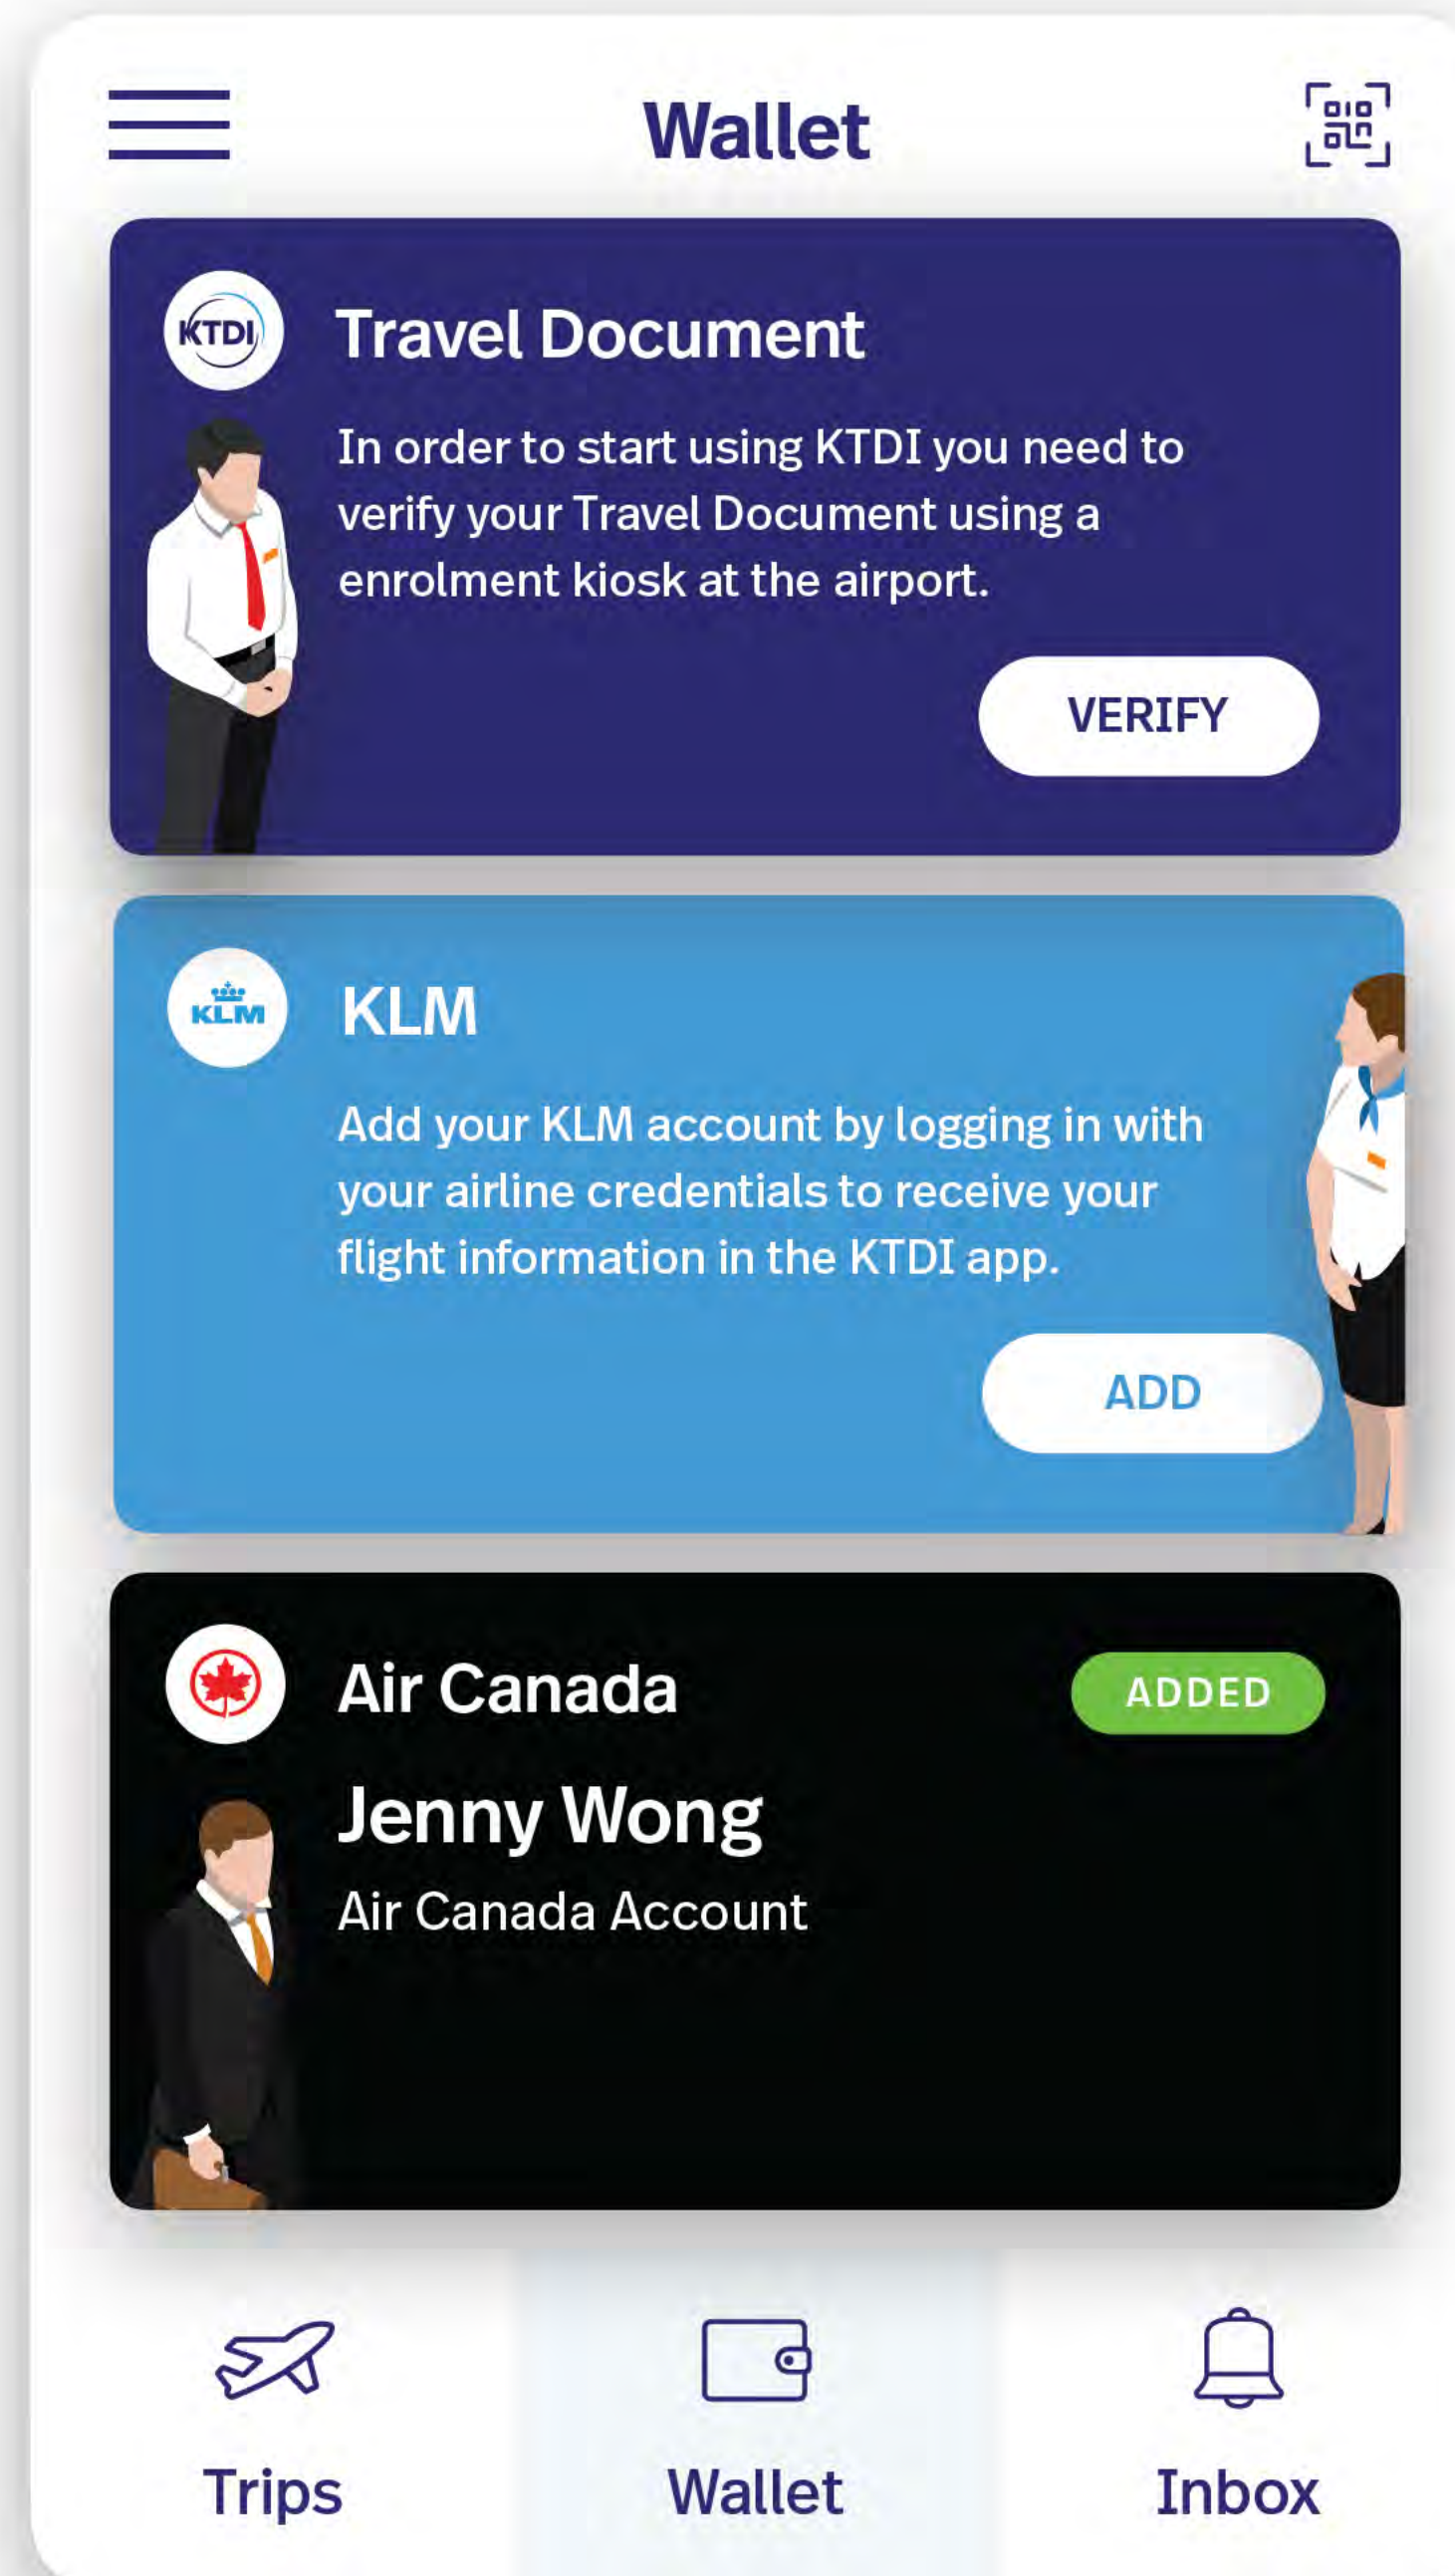 Wallet
KTDI
Travel Document
In order to start using KTDI you need to
verify your Travel Document using a
enrolment kiosk at the airport.
VERIFY
KLM
KLM
Add your KLM account by logging in with
your airline credentials to receive your
flight information in the KTDI app.
ADD
Air Canada
ADDED
Jenny Wong
Air Canada Account
Trips
Wallet
Inbox